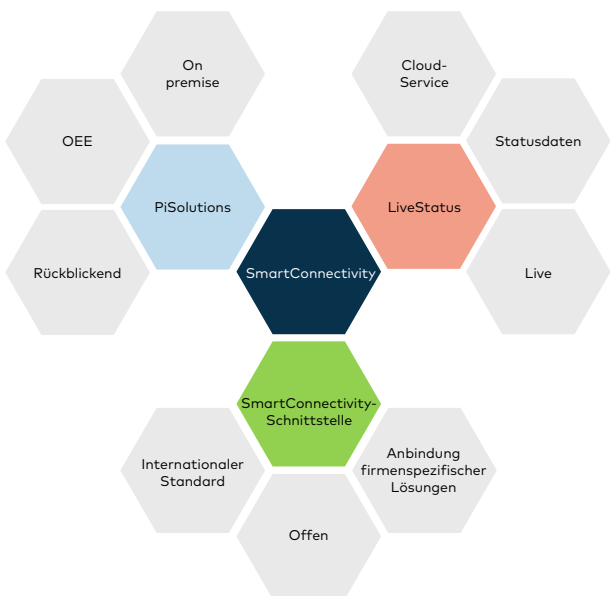 On
premise
Cloud-
Service
OEE
Statusdaten
PiSolutions
LiveStatus
Rückblickend
SmartConnectivity
Live
SmartConnectivity-
Schnittstelle
Internationaler
Standard
Anbindung
firmenspezifischer
Lösungen
Offen